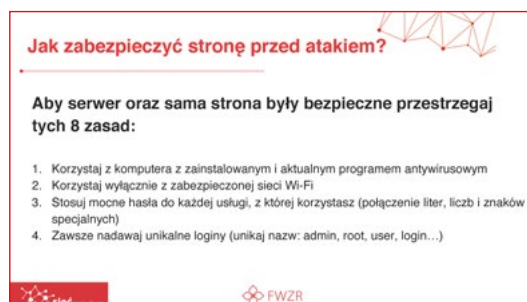 Jak zabezpieczyć stronę przed atakiem?
Aby serwer oraz sama strona były bezpieczne przestrzegaj
tych 8 zasad:
1. Korzystaj z komputera z zainstalowanym i aktualnym programem antywirusowym
2. Korzystaj wyłącznie z zabezpieczonej sieci Wi-Fi
3. Stosuj mocne hasła do każdej usługi, z której korzystasz (połączenie liter, liczb i znaków
specjalnych)
4. Zawsze nadawaj unikalne loginy (unikaj nazw: admin, root, user, login…)
FWZR